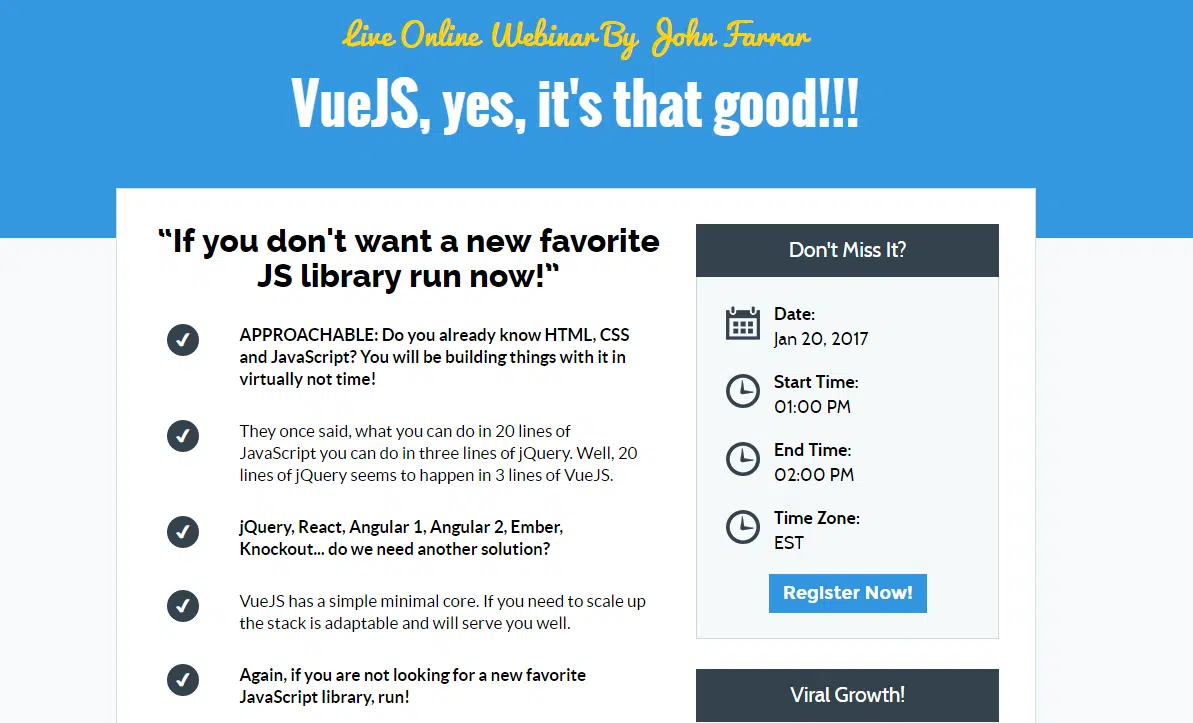 Live Online Webinar By John Farrar
VueJS, yes, it's that good!!!
“If you don't want a new favorite
JS library run now!”
APPROACHABLE: Do you already know HTML, CSS
and JavaScript? You will be building things with it in
virtually not time!
They once said, what you can do in 20 lines of
JavaScript you can do in three lines of jQuery. Well, 20
lines of jQuery seems to happen in 3 lines of VueJS.
jQuery, React, Angular 1, Angular 2, Ember,
Knockout... do we need another solution?
VueJS has a simple minimal core. If you need to scale up
the stack is adaptable and will serve you well.
Again, if you are not looking for a new favorite
JavaScript library, run!
Don't Miss It?
Date:
Jan 20, 2017
Start Time:
01:00 PM
End Time:
02:00 PM
Time Zone:
EST
Register Now!
Viral Growth!